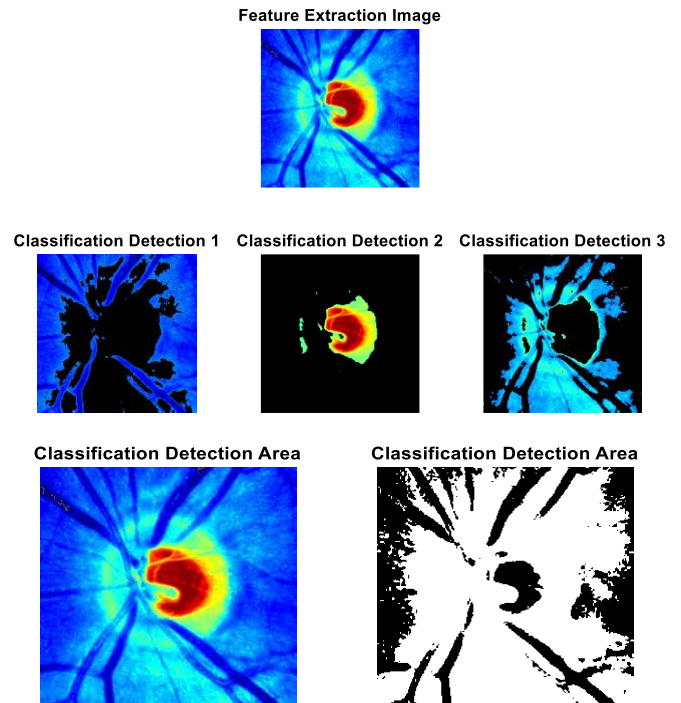 Feature Extraction Image
Classification Detection 1
Classification Detection 2
Classification Detection 3
Classification Detection Area
Classification Detection Area